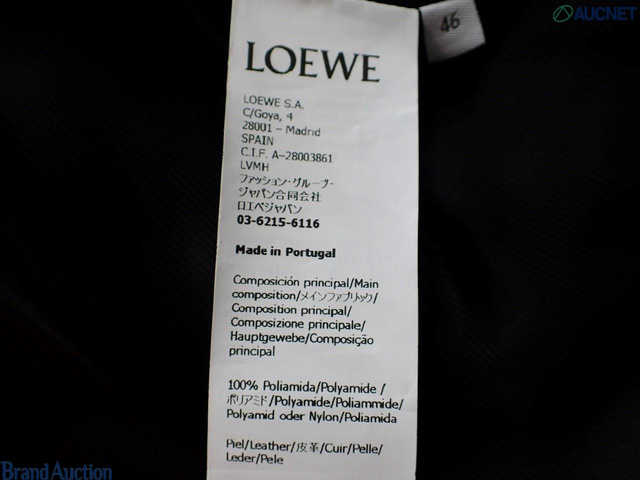 AUCNET
46
LOEWE
LOEWE S.A.
C/Goya, 4
28001 – Madrid
SPAIN
C.I.F. A–28003861
LVMH
ファッション・グループ・
ジャパン合同会社
ロエベジャパン
03-6215-6116
Made in Portugal
Composición principal/Main
composition/メインファブリック/
Composition principal/
Composizione principale/
Hauptgewebe/Composição
principal
100% Poliamida/Polyamide /
ポリアミド/Polyamide/Poliammide/
Polyamid oder Nylon/Poliamida
Piel/Leather/皮革/Cuir/Pelle/
Leder/Pele
Brand Auction